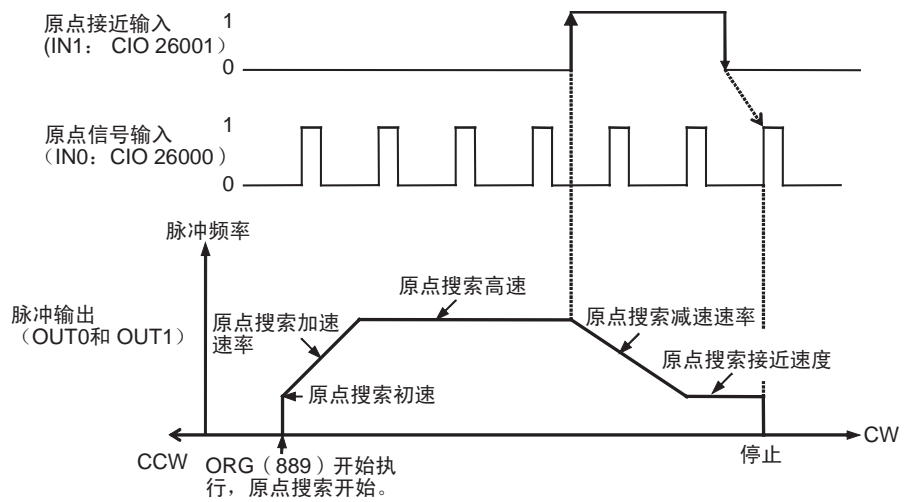 原点接近输入
(IN1： CIO 26001）
1
0
原点信号输入
（IN0：CIO 26000）
1
0
脉冲频率
脉冲输出
（OUT0和 OUT1）
原点搜索加速
速率
原点搜索高速
原点搜索减速速率
原点搜索接近速度
原点搜索初速
CCW
CW
停止
ORG（889）开始执
行，原点搜索开始。